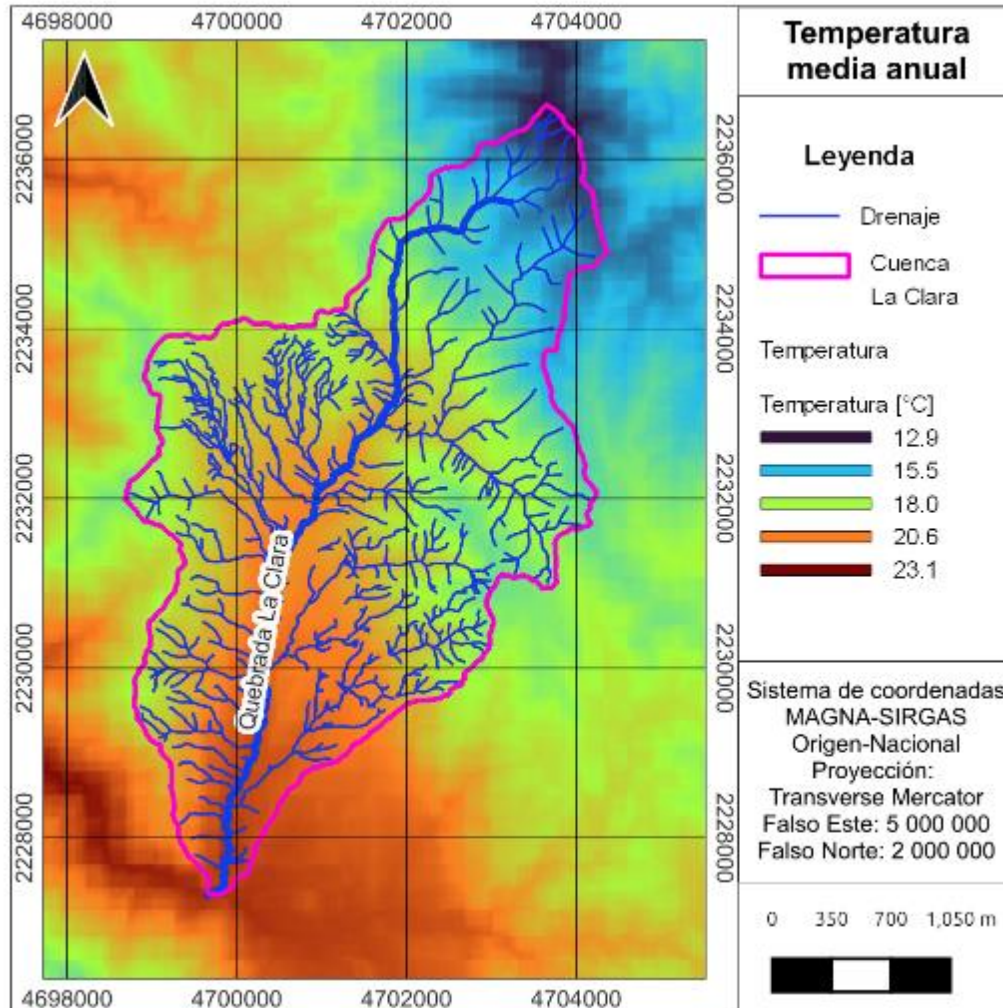 4698000 4700000 4702000 4704000
Temperatura
media anual
2236000 2236000
2234000 2234000
2232000 2232000
2230000 2230000
2228000 2228000
Quebrada La Clara
4698000 4700000 4702000 4704000
Leyenda
Drenaje
Cuenca
La Clara
Temperatura
Temperatura [°C]
12.9
15.5
18.0
20.6
23.1
Sistema de coordenadas
MAGNA-SIRGAS
Origen-Nacional
Proyección:
Transverse Mercator
Falso Este: 5 000 000
Falso Norte: 2 000 000
0 350 700 1,050 m